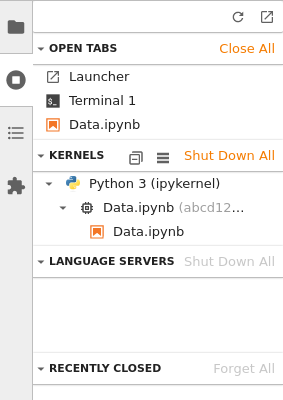 OPEN TABS Close All
Launcher
Terminal 1
Data.ipynb
KERNELS Shut Down All
Python 3 (ipykernel)
Data.ipynb (abcd12...
Data.ipynb
LANGUAGE SERVERS Shut Down All
RECENTLY CLOSED Forget All